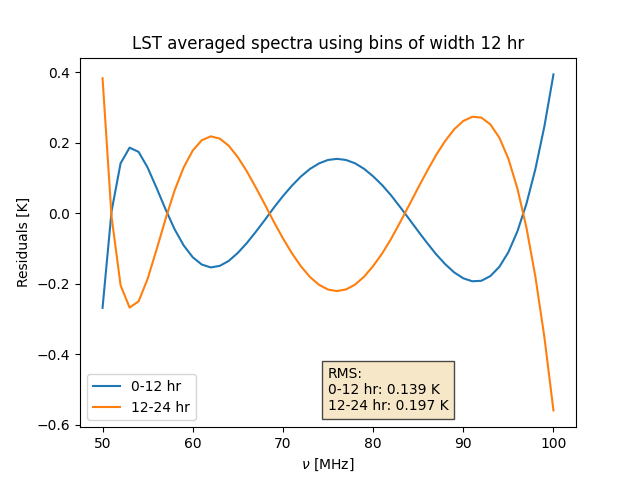 LST averaged spectra using bins of width 12 hr
Residuals [K]
0.4
0.2
0.0
−0.2
−0.4
−0.6
0-12 hr
12-24 hr
RMS:
0-12 hr: 0.139 K
12-24 hr: 0.197 K
50 60 70 80 90 100
ν [MHz]